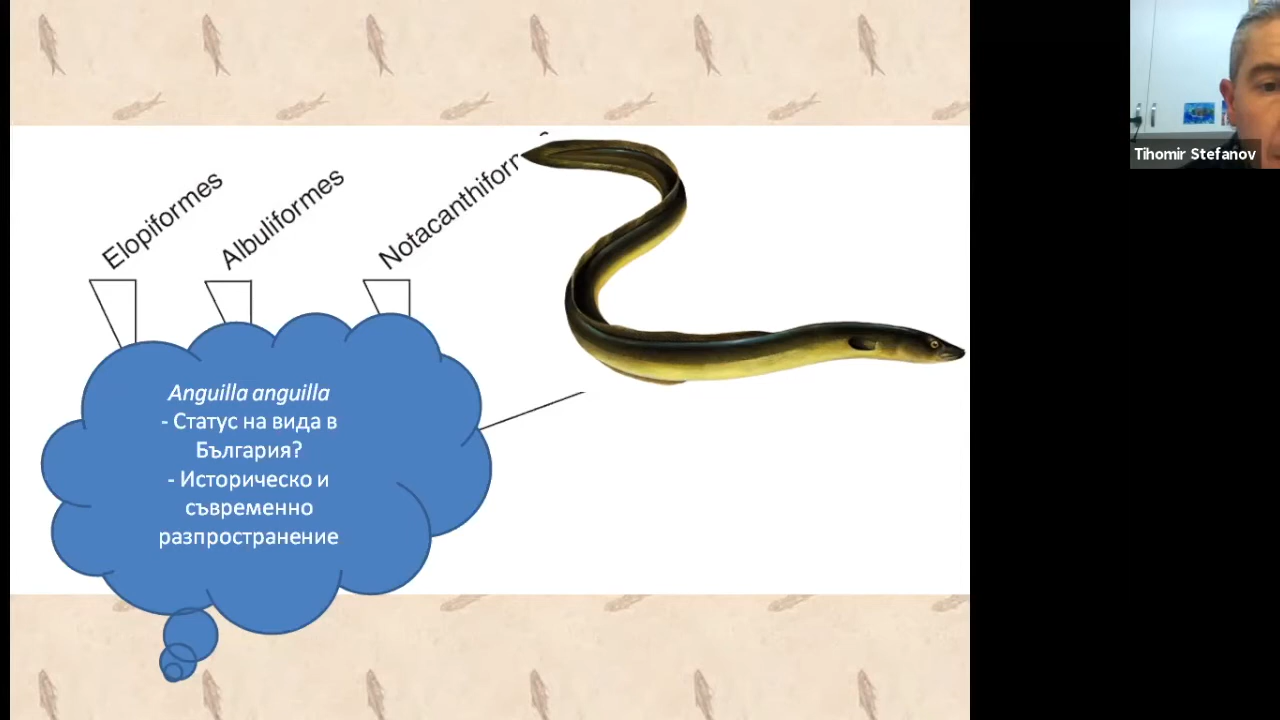 Elopiformes
Albuliformes
Tihomir Stefanov
Anguilla anguilla
- Статус на вида в
България?
- Историческо и
съвременно
разпространение